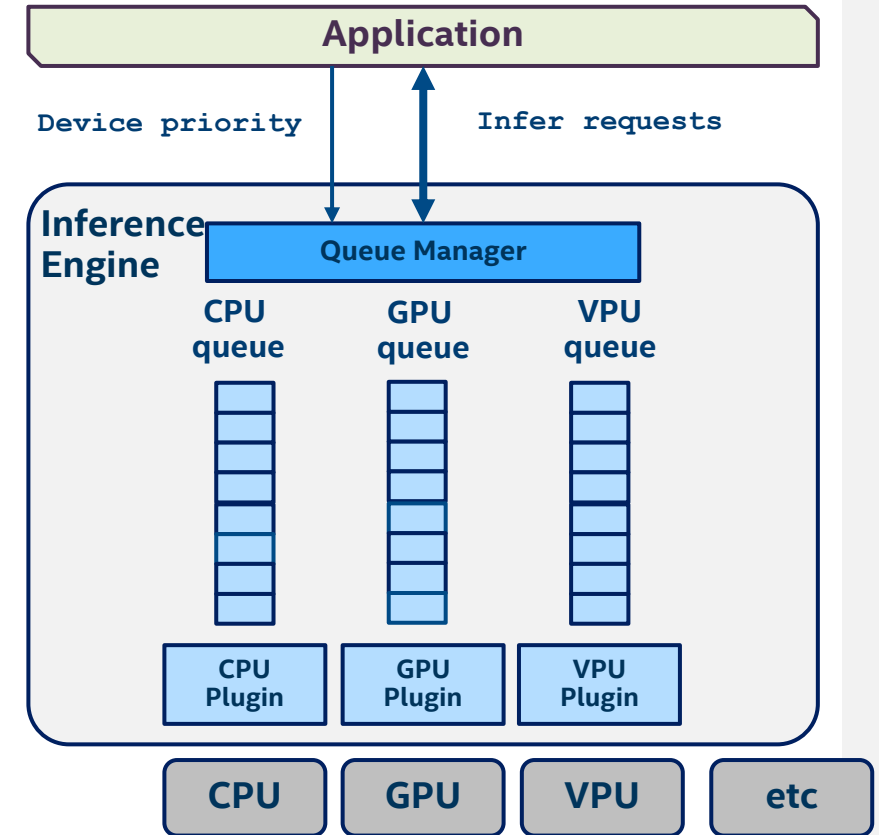 Application
Device priority
Infer requests
Inference
Engine
Queue Manager
CPU
queue
GPU
queue
VPU
queue
CPU
Plugin
GPU
Plugin
VPU
Plugin
CPU
GPU
VPU
etc